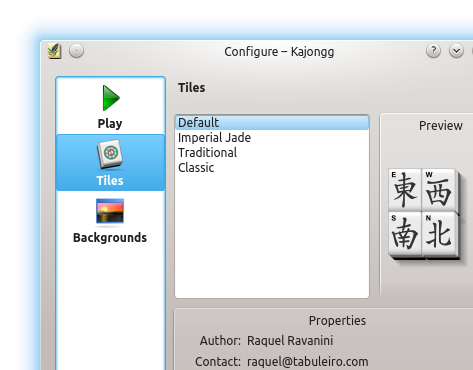 Configure – Kajongg
?
Play
Tiles
Backgrounds
Tiles
Default
Imperial Jade
Traditional
Classic
Preview
E 東 W 西
S 南 N 北
Properties
Author: Raquel Ravanini
Contact: raquel@tabuleiro.com